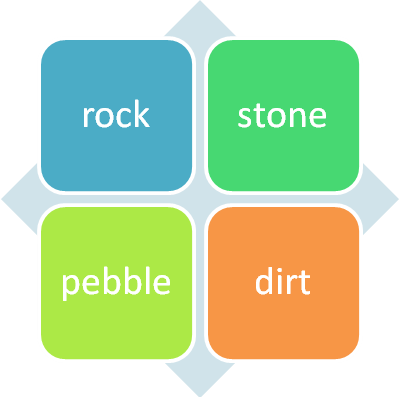 rock
stone
pebble
dirt